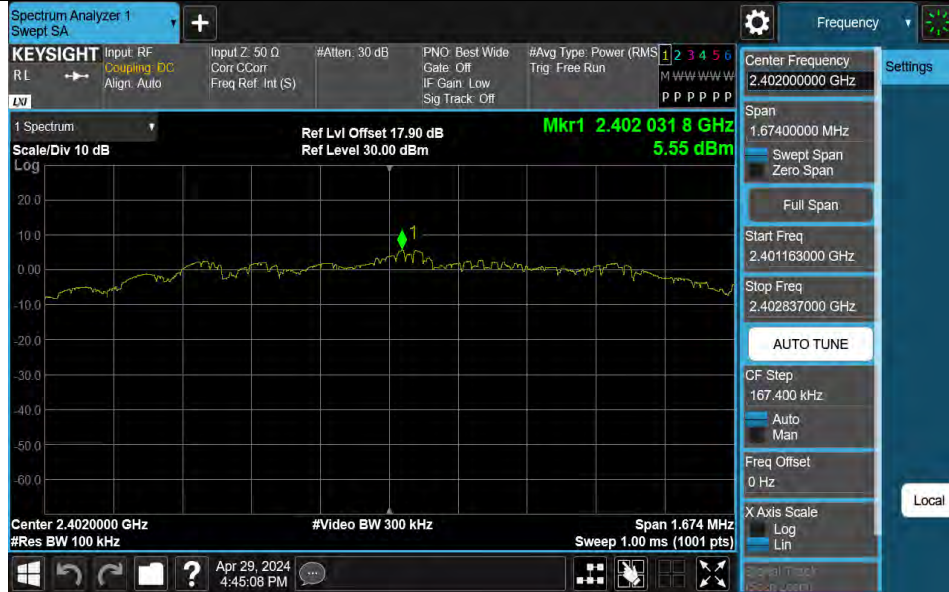 Spectrum Analyzer 1
Swept SA
+
Frequency
KEYSIGHT
RL
LXI
Input: RF
Coupling: DC
Align: Auto
Input Z: 50 Ω
Corr CCorr
Freq Ref: Int (S)
#Atten: 30 dB
PNO: Best Wide
Gate: Off
IF Gain: Low
Sig Track: Off
#Avg Type: Power (RMS
Trig: Free Run
1 2 3 4 5 6
M W W W W W
P P P P P P
1 Spectrum
Scale/Div 10 dB
Log
Ref Lvl Offset 17.90 dB
Ref Level 30.00 dBm
Mkr1 2.402 031 8 GHz
5.55 dBm
20.0
10.0
0.00
-10.0
-20.0
-30.0
-40.0
-50.0
-60.0
1
Center 2.4020000 GHz
#Res BW 100 kHz
#Video BW 300 kHz
Span 1.674 MHz
Sweep 1.00 ms (1001 pts)
?
Apr 29, 2024
4:45:08 PM
Center Frequency
2.402000000 GHz
Span
1.67400000 MHz
Swept Span
Zero Span
Full Span
Start Freq
2.401163000 GHz
Stop Freq
2.402837000 GHz
AUTO TUNE
CF Step
167.400 kHz
Auto
Man
Freq Offset
0 Hz
X Axis Scale
Log
Lin
Signal Track
(Span Zoom)
Settings
Local